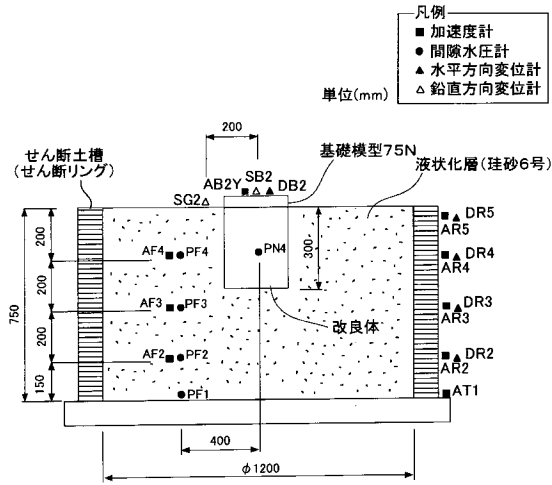 凡例
■加速度計
●間隙水圧計
▲水平方向変位計
△鉛直方向変位計
単位(mm)
200
基礎模型75N
せん断土槽
(せん断リング)
液状化層(珪砂6号)
AB2Y
SB2
DB2
SG2
DR5
AR5
200
AF4
PF4
PN4
300
DR4
AR4
750
200
AF3
PF3
改良体
DR3
AR3
200
AF2
PF2
DR2
AR2
150
PF1
AT1
400
φ1200